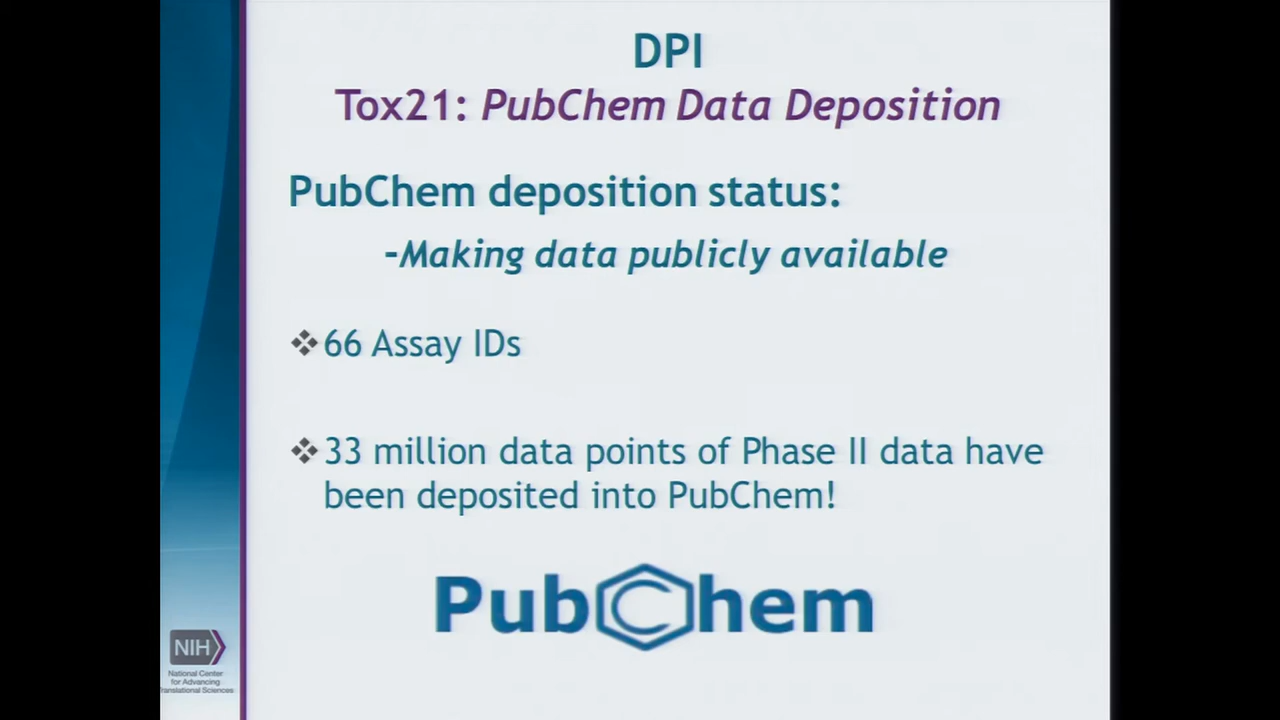 DPI
Tox21: PubChem Data Deposition
PubChem deposition status:
-Making data publicly available
❖66 Assay IDs
❖33 million data points of Phase II data have
been deposited into PubChem!
PubChem
NIH
National Center
for Advancing
Translational Sciences